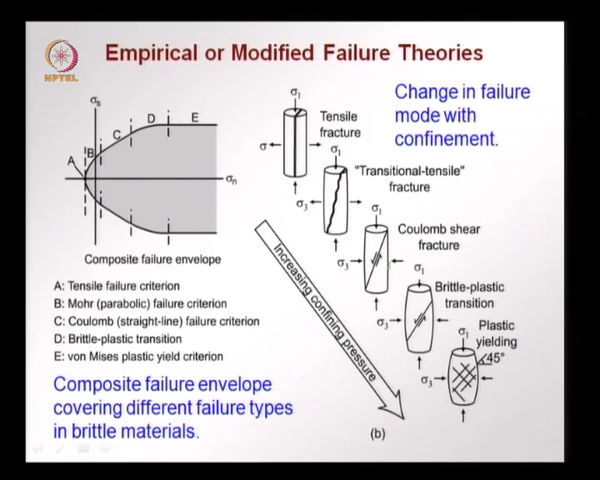 NPTEL
Empirical or Modified Failure Theories
σs
A
B
C
D
E
σn
Composite failure envelope
A: Tensile failure criterion
B: Mohr (parabolic) failure criterion
C: Coulomb (straight-line) failure criterion
D: Brittle-plastic transition
E: von Mises plastic yield criterion
Composite failure envelope
covering different failure types
in brittle materials.
σ1
Tensile
fracture
σ
σ1
"Transitional-tensile"
fracture
σ3
σ1
Coulomb shear
fracture
σ3
σ1
Brittle-plastic
transition
σ3
σ1
Plastic
yielding
45°
σ3
Increasing confining pressure
(b)
Change in failure
mode with
confinement.